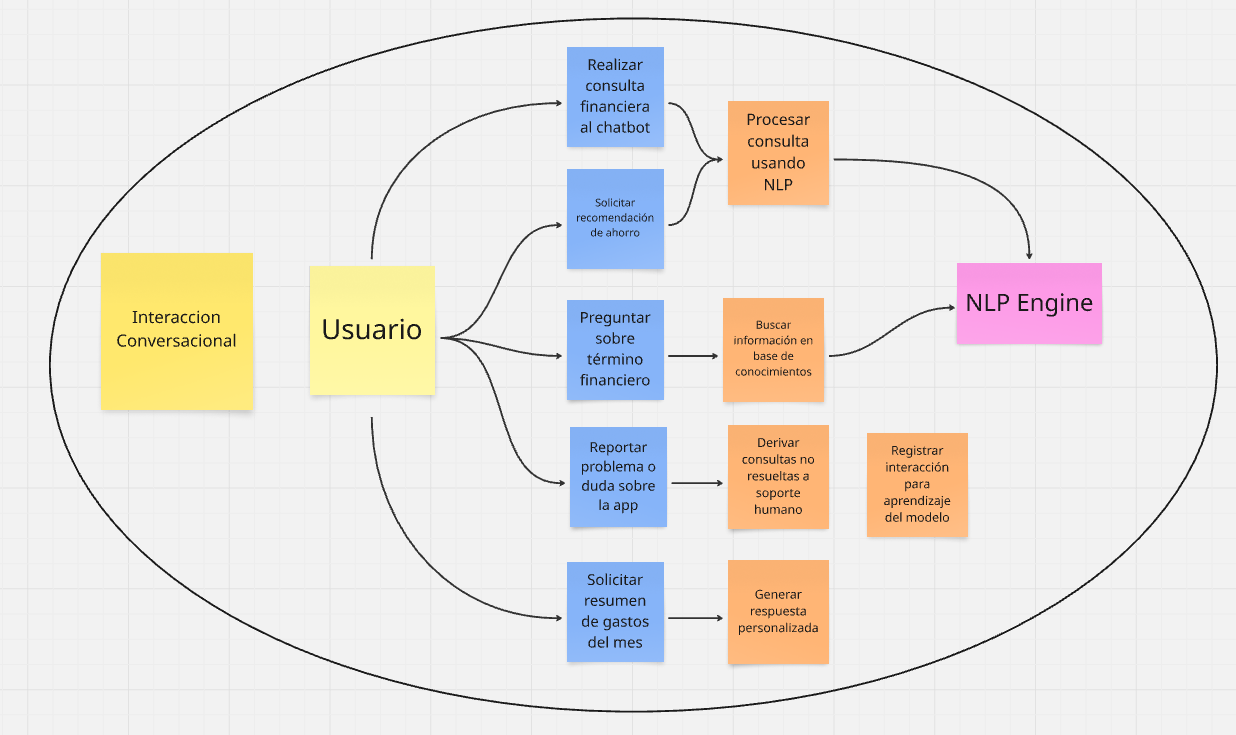 Interaccion
Conversacional
Usuario
Realizar
consulta
financiera
al chatbot
Solicitar
recomendación
de ahorro
Preguntar
sobre
término
financiero
Reportar
problema o
duda sobre
la app
Solicitar
resumen
de gastos
del mes
Procesar
consulta
usando
NLP
Buscar
información en
base de
conocimientos
Derivar
consultas no
resueltas a
soporte
humano
Generar
respuesta
personalizada
Registrar
interacción
para
aprendizaje
del modelo
NLP Engine